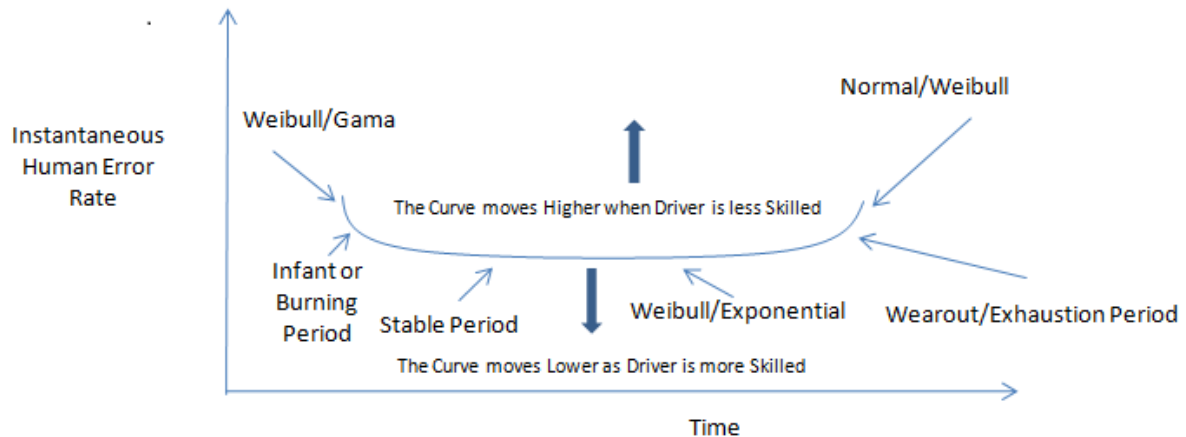 Normal/Weibull
Weibull/Gama
Instantaneous
Human Error
Rate
The Curve moves Higher when Driver is less Skilled
Infant or
Burning
Period
Stable Period
Weibull/Exponential
Wearout/Exhaustion Period
The Curve moves Lower as Driver is more Skilled
Time